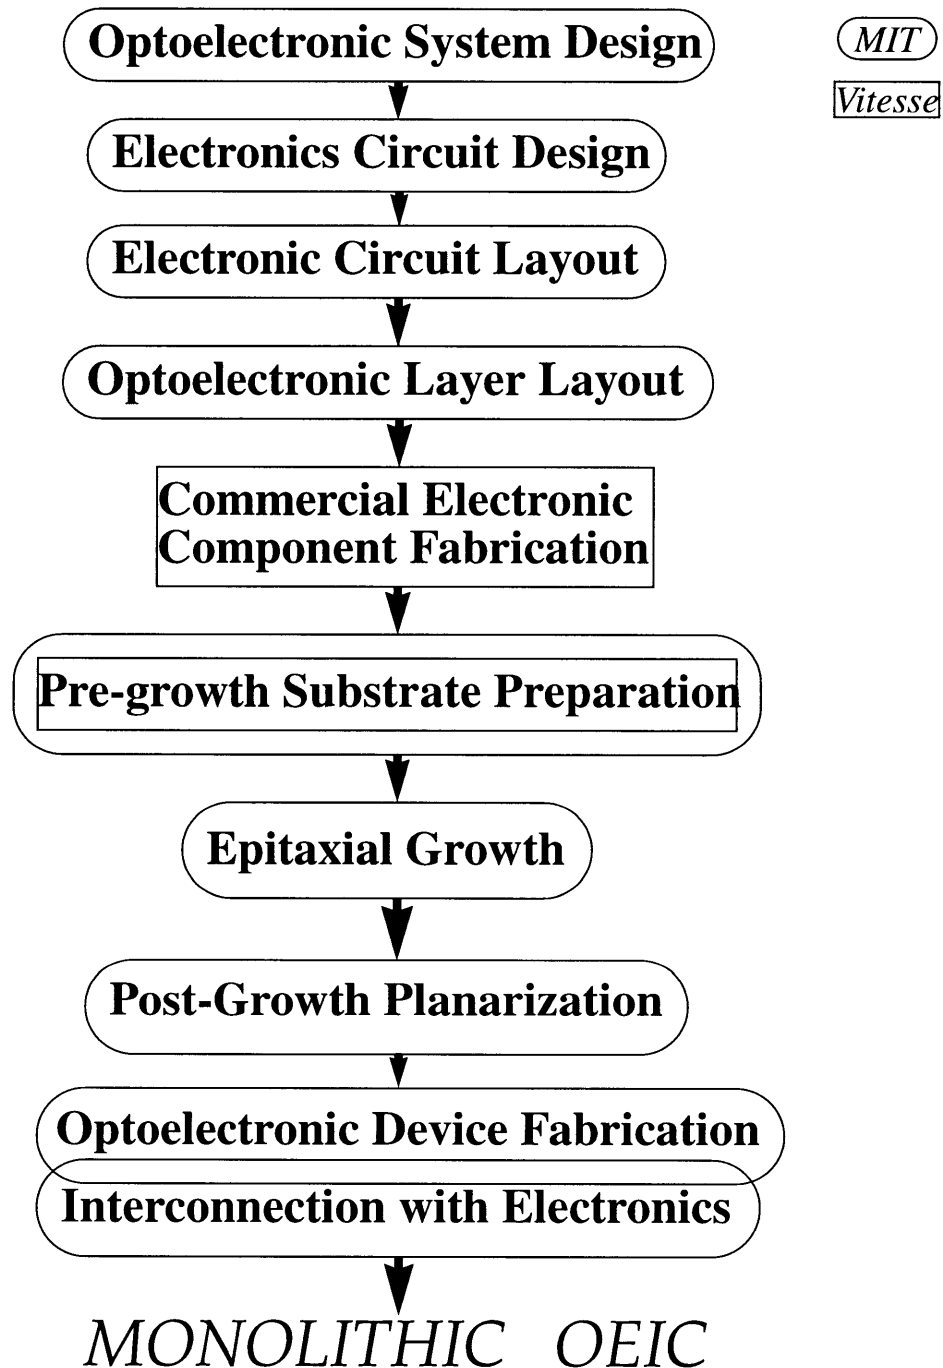 Optoelectronic System Design
MIT
Vitesse
Electronics Circuit Design
Electronic Circuit Layout
Optoelectronic Layer Layout
Commercial Electronic
Component Fabrication
Pre-growth Substrate Preparation
Epitaxial Growth
Post-Growth Planarization
Optoelectronic Device Fabrication
Interconnection with Electronics
MONOLITHIC OEIC